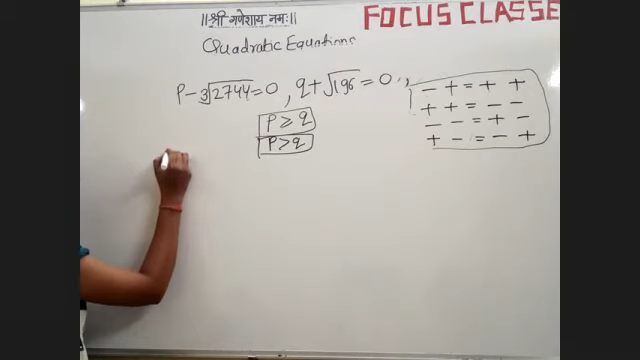 ||श्री गणेशाय नमः||
FOCUS CLASSE
Quadratic Equations
P - ∛2744 = 0 , q + √196 = 0 ..,
P ≥ q
P > q
- + = + +
+ + = - -
- - = + -
+ - = - +